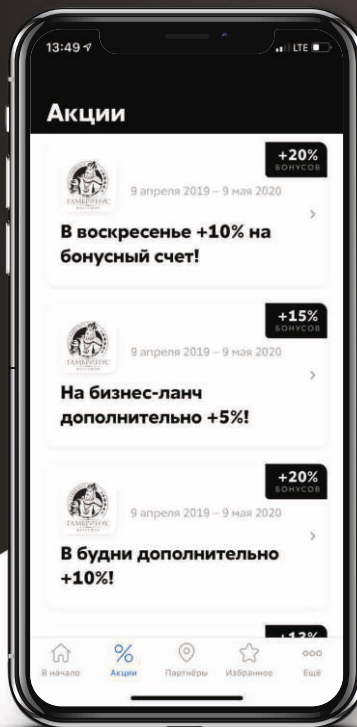 13:49
LTE
Акции
+20%
БОНУСОВ
9 апреля 2019 – 9 мая 2020
В воскресенье +10% на
бонусный счет!
+15%
БОНУСОВ
9 апреля 2019 – 9 мая 2020
На бизнес-ланч
дополнительно +5%!
+20%
БОНУСОВ
9 апреля 2019 – 9 мая 2020
В будни дополнительно
+10%!
В начало
Акции
Партнёры
Избранное
Ещё